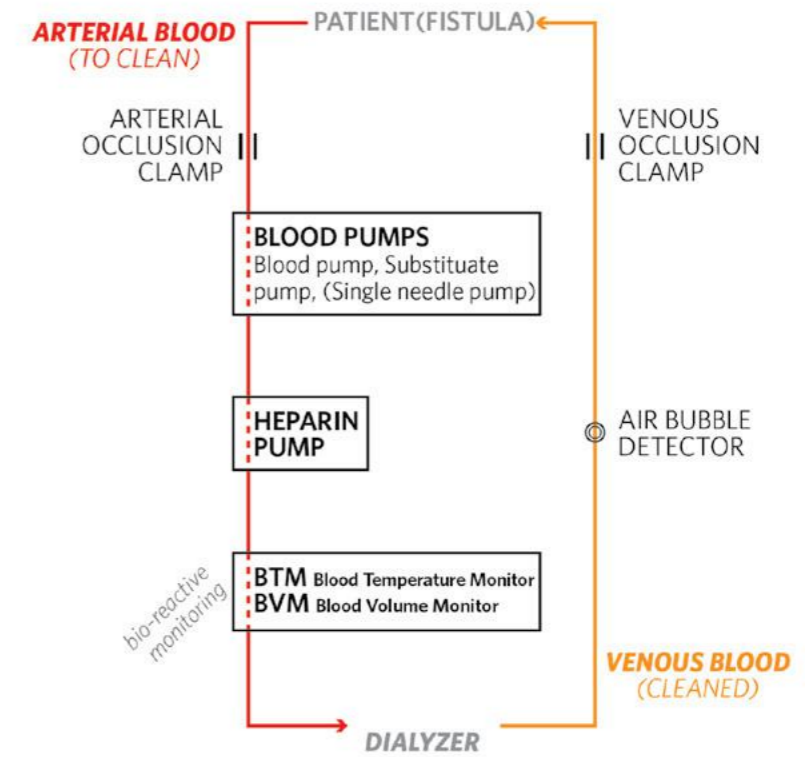 ARTERIAL BLOOD
(TO CLEAN)
PATIENT(FISTULA)
ARTERIAL
OCCLUSION
CLAMP
VENOUS
OCCLUSION
CLAMP
BLOOD PUMPS
Blood pump, Substituate
pump, (Single needle pump)
HEPARIN
PUMP
AIR BUBBLE
DETECTOR
bio-reactive
monitoring
BTM Blood Temperature Monitor
BVM Blood Volume Monitor
VENOUS BLOOD
(CLEANED)
DIALYZER